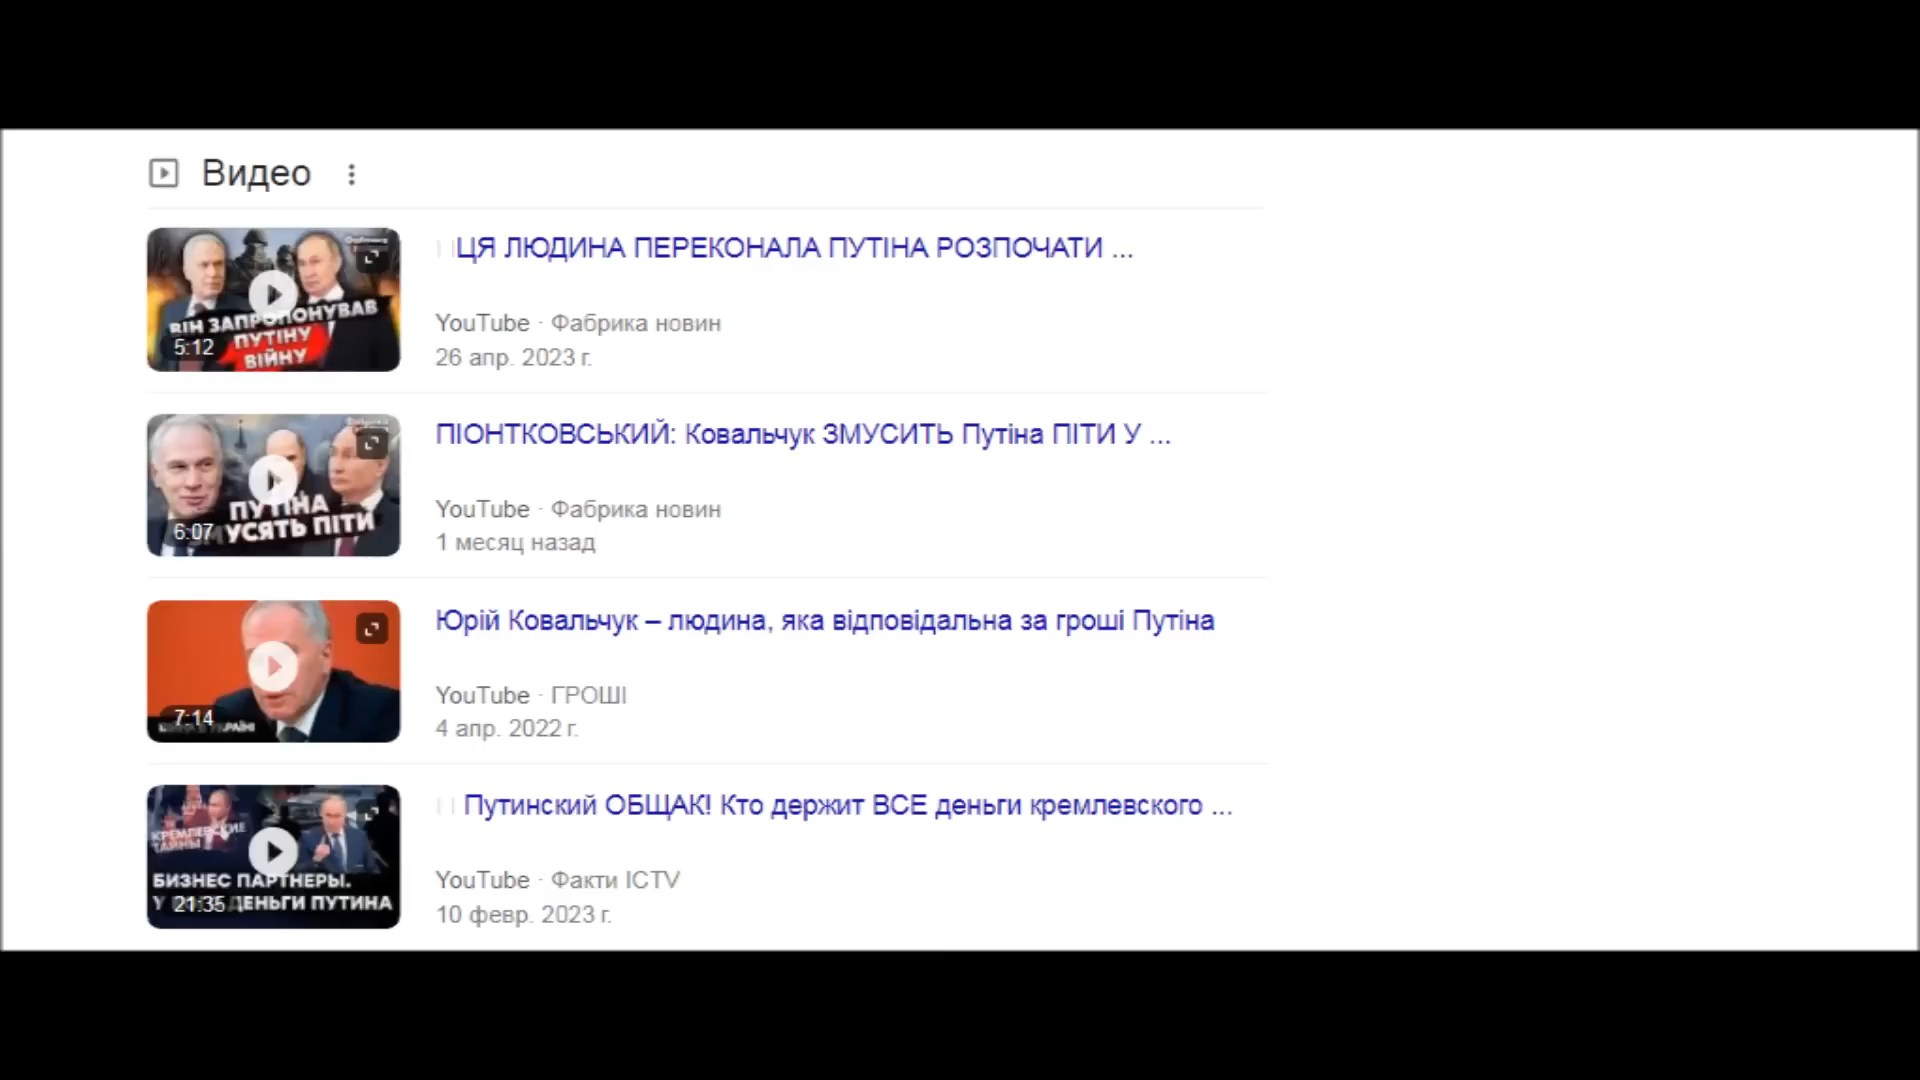 Видео
ЦЯ ЛЮДИНА ПЕРЕКОНАЛА ПУТІНА РОЗПОЧАТИ ...
ВІН ЗАПРОПОНУВАВ
ПУТІНУ
ВІЙНУ
5:12
YouTube · Фабрика новин
26 апр. 2023 г.
ПІОНТКОВСЬКИЙ: Ковальчук ЗМУСИТЬ Путіна ПІТИ У ...
ПУТІНА
ЗМУСЯТЬ ПІТИ
6:07
YouTube · Фабрика новин
1 месяц назад
Юрій Ковальчук – людина, яка відповідальна за гроші Путіна
7:14
YouTube · ГРОШІ
4 апр. 2022 г.
Путинский ОБЩАК! Кто держит ВСЕ деньги кремлевского ...
КРЕМЛЕВСКИЕ
ТАЙНЫ
БИЗНЕС ПАРТНЕРЫ.
У ДЕНЬГИ ПУТИНА
21:35
YouTube · Факти ICTV
10 февр. 2023 г.